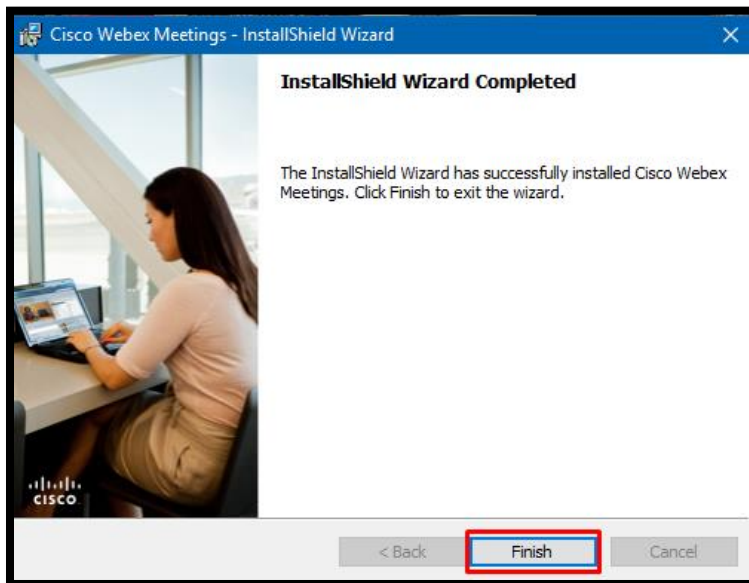 Cisco Webex Meetings - InstallShield Wizard
InstallShield Wizard Completed
The InstallShield Wizard has successfully installed Cisco Webex
Meetings. Click Finish to exit the wizard.
CISCO
< Back
Finish
Cancel